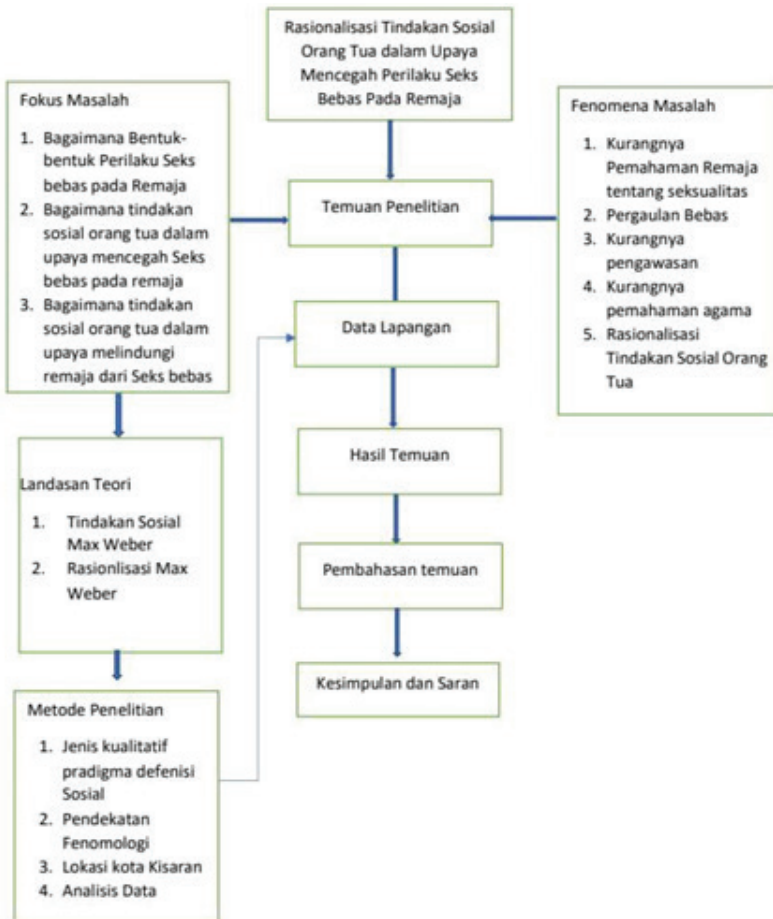 Rasionalisasi Tindakan Sosial
Orang Tua dalam Upaya
Mencegah Perilaku Seks
Bebas Pada Remaja
Fokus Masalah
1. Bagaimana Bentuk-
bentuk Perilaku Seks
bebas pada Remaja
2. Bagaimana tindakan
sosial orang tua dalam
upaya mencegah Seks
bebas pada remaja
3. Bagaimana tindakan
sosial orang tua dalam
upaya melindungi
remaja dari Seks bebas
Temuan Penelitian
Fenomena Masalah
1. Kurangnya
Pemahaman Remaja
tentang seksualitas
2. Pergaulan Bebas
3. Kurangnya
pengawasan
4. Kurangnya
pemahaman agama
5. Rasionalisasi
Tindakan Sosial Orang
Tua
Data Lapangan
Hasil Temuan
Landasan Teori
1. Tindakan Sosial
Max Weber
2. Rasionlisasi Max
Weber
Pembahasan temuan
Kesimpulan dan Saran
Metode Penelitian
1. Jenis kualitatif
pradigma defenisi
Sosial
2. Pendekatan
Fenomologi
3. Lokasi kota Kisaran
4. Analisis Data